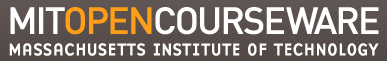 MITOPENCOURSEWARE
MASSACHUSETTS INSTITUTE OF TECHNOLOGY